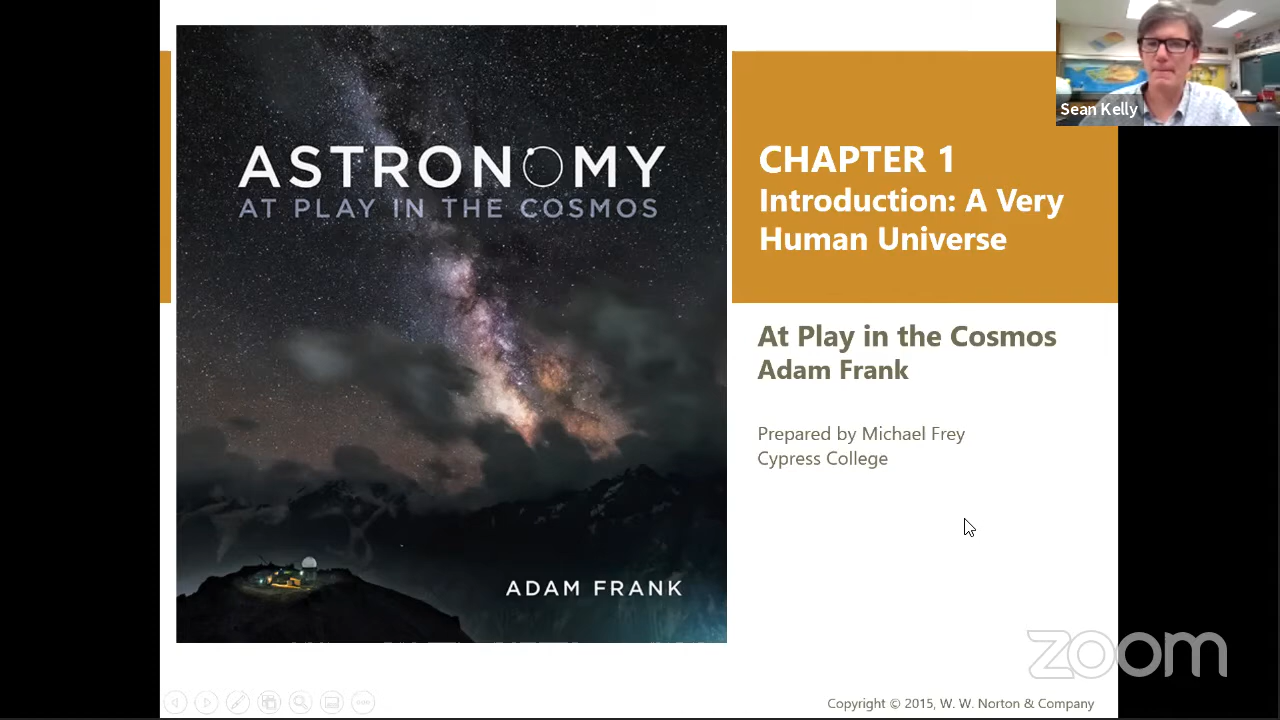 ASTRONOMY
AT PLAY IN THE COSMOS
ADAM FRANK
Sean Kelly
CHAPTER 1
Introduction: A Very
Human Universe
At Play in the Cosmos
Adam Frank
Prepared by Michael Frey
Cypress College
zoom
Copyright © 2015, W. W. Norton & Company